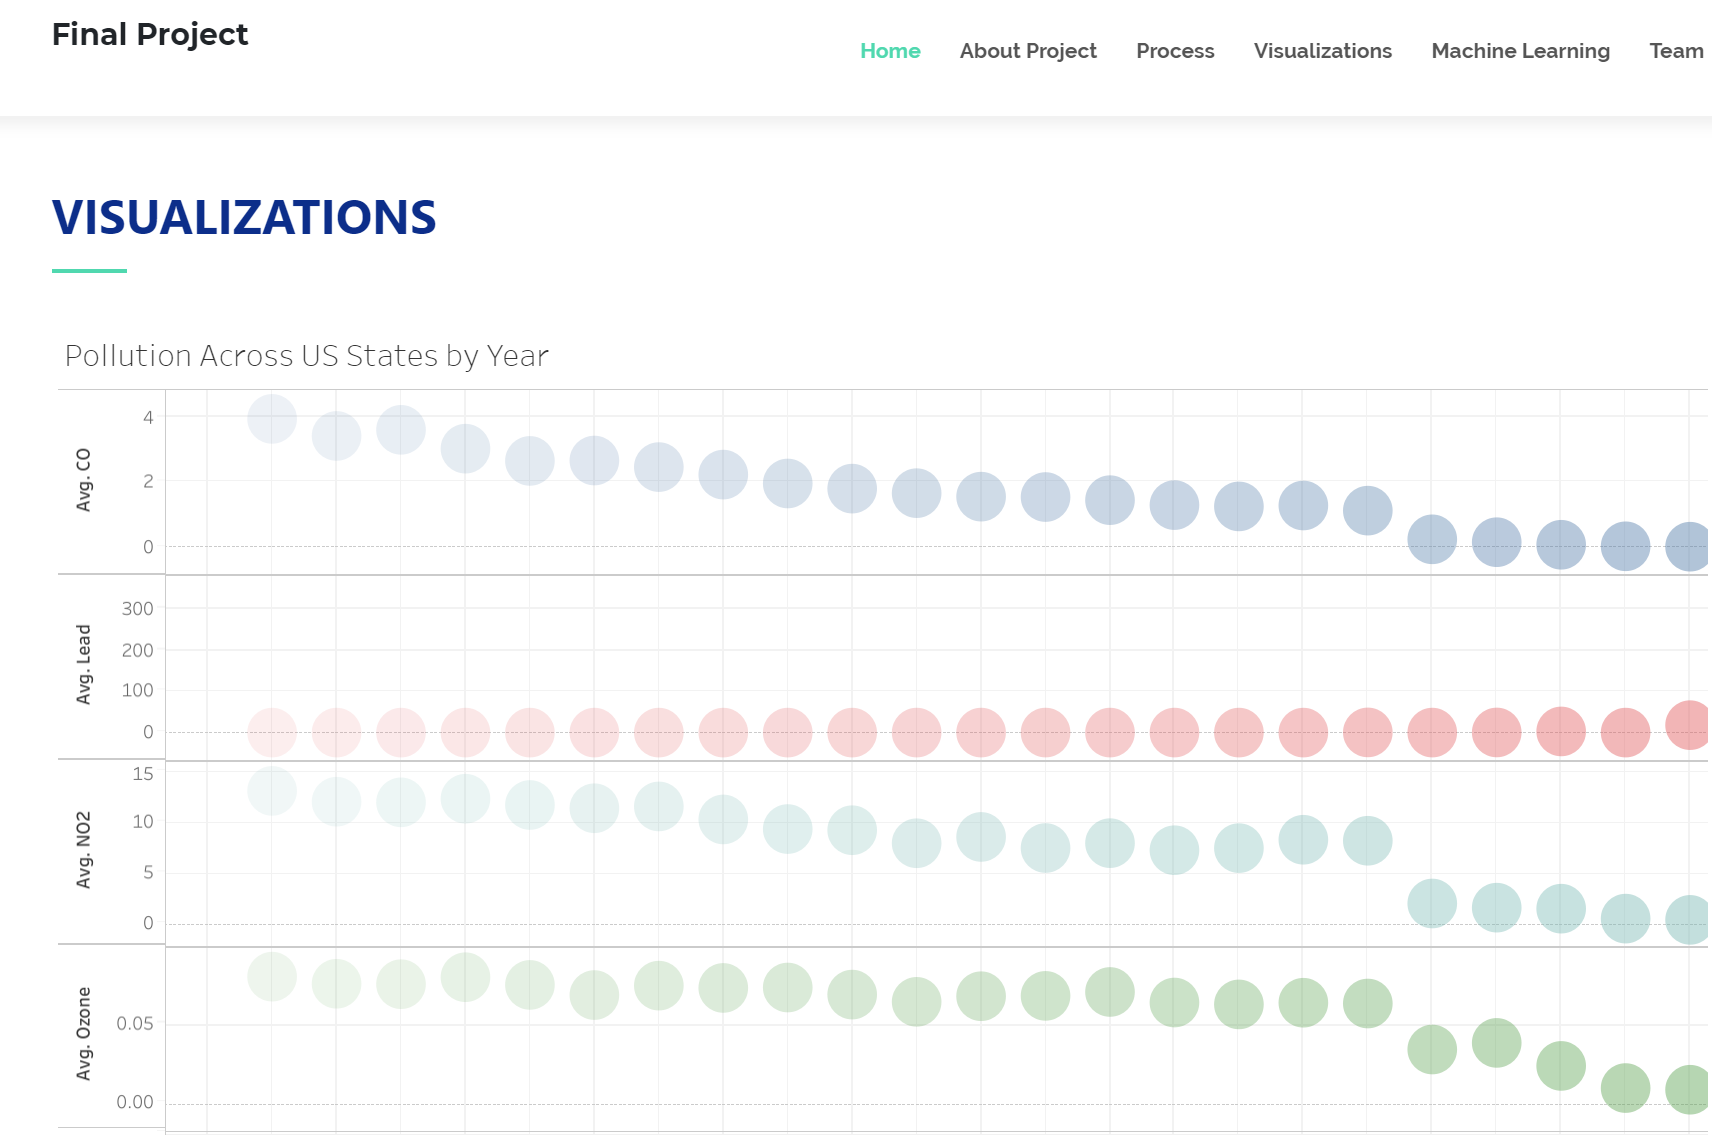 Final Project
Home About Project Process Visualizations Machine Learning Team
VISUALIZATIONS
Pollution Across US States by Year
Avg. CO
4
2
0
Avg. Lead
300
200
100
0
Avg. NO2
15
10
5
0
Avg. Ozone
0.05
0.00